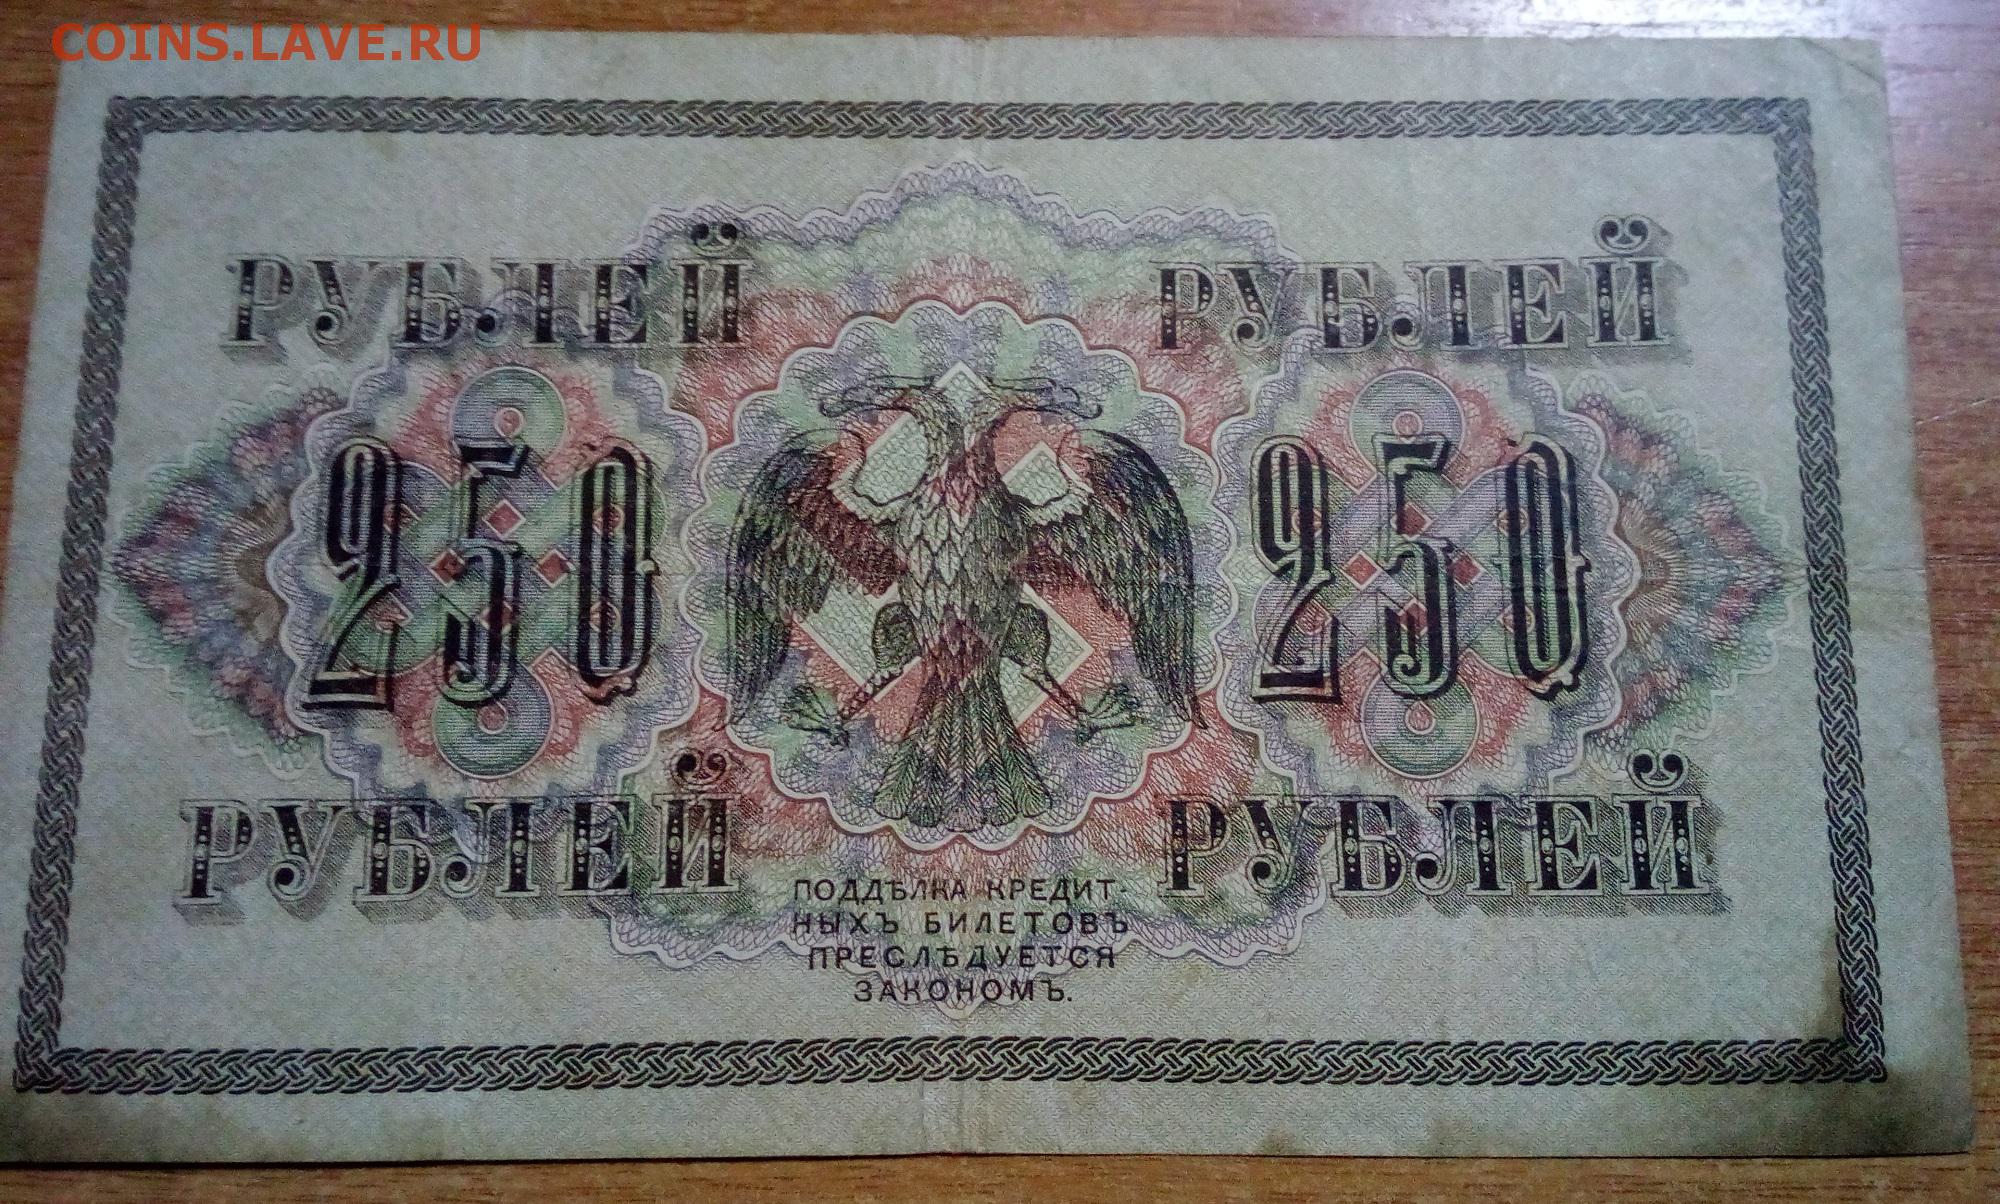 COINS.LAVE.RU
РУБЛЕЙ РУБЛЕЙ
250 250
РУБЛЕЙ РУБЛЕЙ
ПОДДѢЛКА КРЕДИТ-
НЫХЪ БИЛЕТОВЪ
ПРЕСЛѢДУЕТСЯ
ЗАКОНОМЪ.